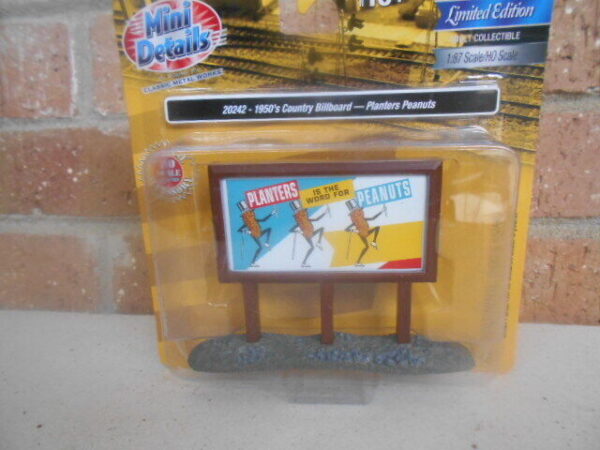 Mini
Details
CLASSIC METAL WORKS
Limited Edition
ADULT COLLECTIBLE
1:87 Scale/HO Scale
20242 - 1950's Country Billboard — Planters Peanuts
PLANTERS
IS THE
WORD FOR
PEANUTS